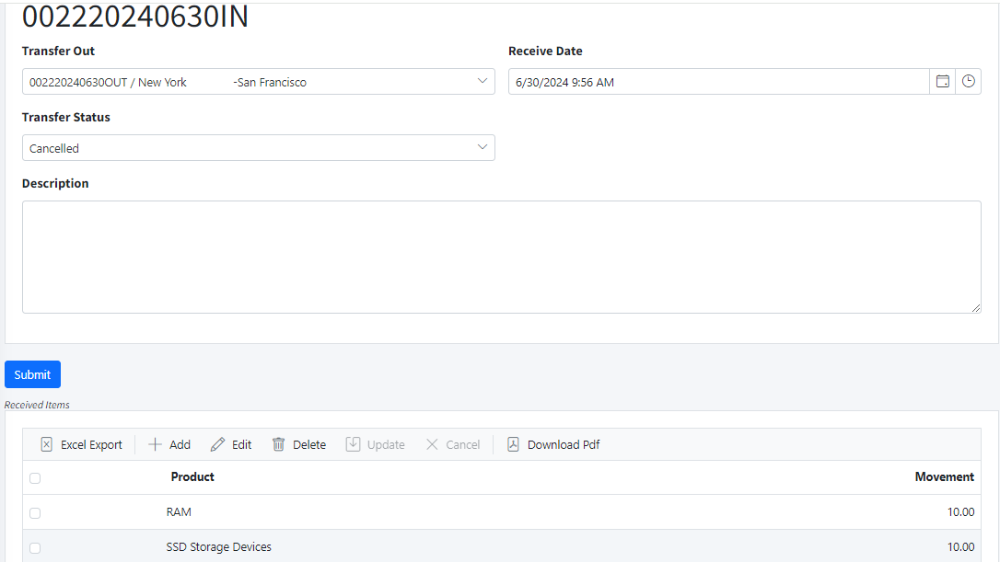 002220240630IN
Transfer Out
Receive Date
002220240630OUT / New York -San Francisco
6/30/2024 9:56 AM
Transfer Status
Cancelled
Description
Submit
Received Items
Excel Export Add Edit Delete Update Cancel Download Pdf
Product Movement
RAM 10.00
SSD Storage Devices 10.00